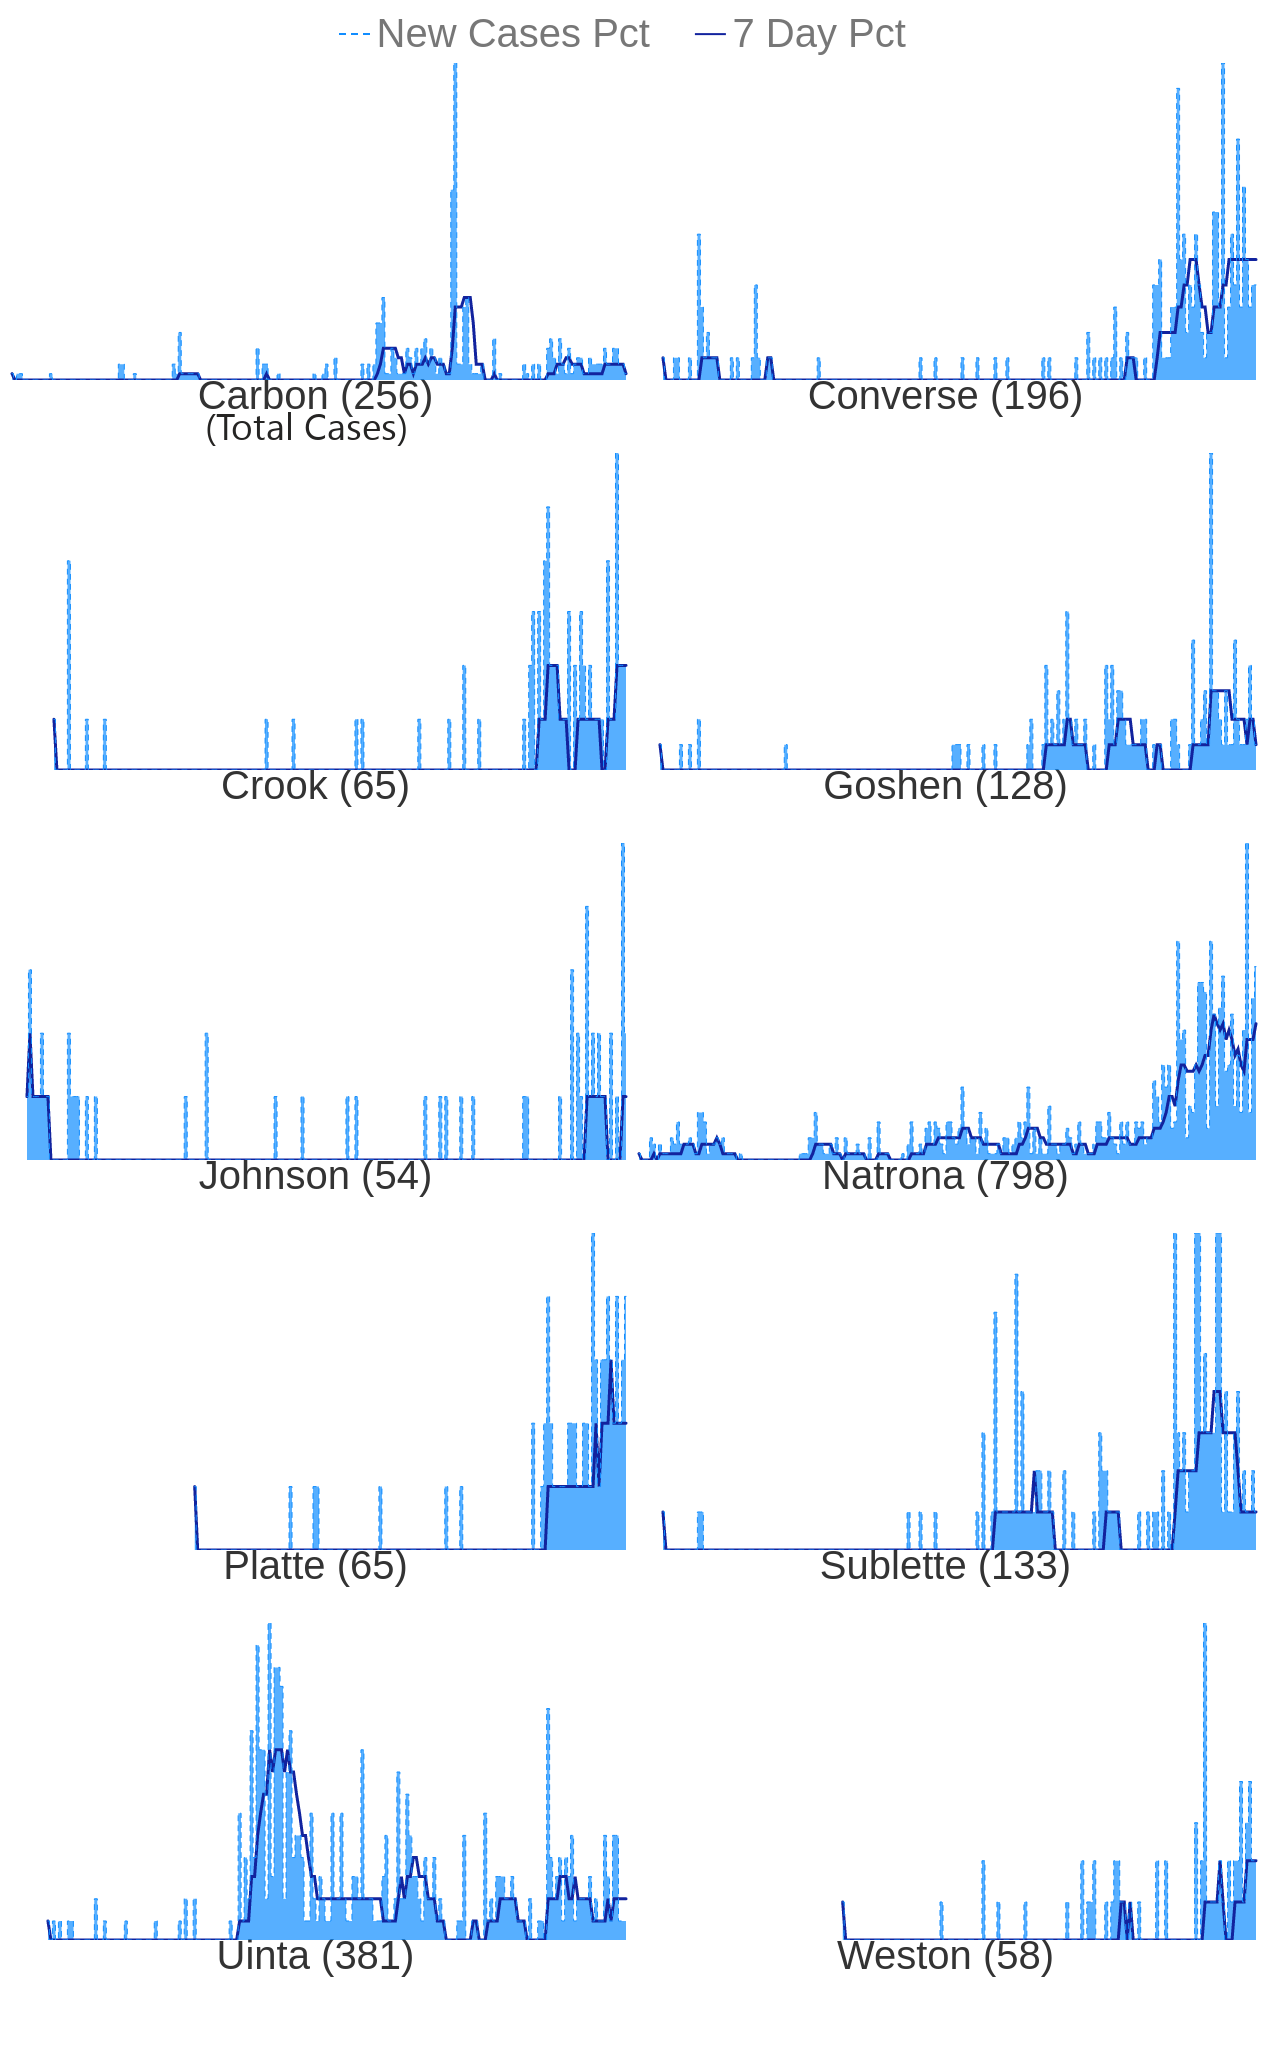 New Cases Pct 7 Day Pct
Carbon (256) Converse (196)
(Total Cases)
Crook (65) Goshen (128)
Johnson (54) Natrona (798)
Platte (65) Sublette (133)
Uinta (381) Weston (58)